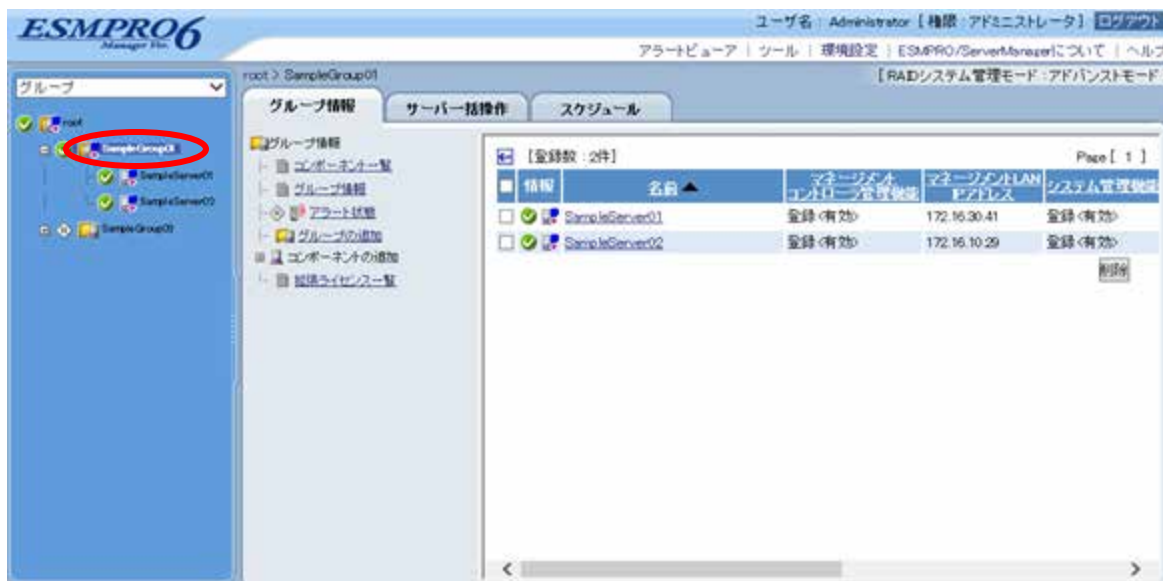 ESMPRO6
ユーザ名 : Administrator 【 権限 : アドミニストレータ】 ログアウト
アラートビューア | ツール | 環境設定 | ESMPRO/ServerManagerについて | ヘルプ
グループ
root
SampleGroup01
SampleServer01
SampleServer02
SampleGroup02
root > SampleGroup01
【 RAIDシステム管理モード : アドバンストモード
グループ情報
サーバ一括操作
スケジュール
グループ情報
コンポーネント一覧
グループ情報
アラート状態
グループの追加
コンポーネントの追加
拡張ライセンス一覧
[登録数 : 2件]
Page [ 1 ]
情報 名前▲ マネージメントコントローラ管理機能 マネージメントLAN IPアドレス システム管理機能
SampleServer01 登録<有効> 172.16.30.41 登録<有効>
SampleServer02 登録<有効> 172.16.10.29 登録<有効>
削除